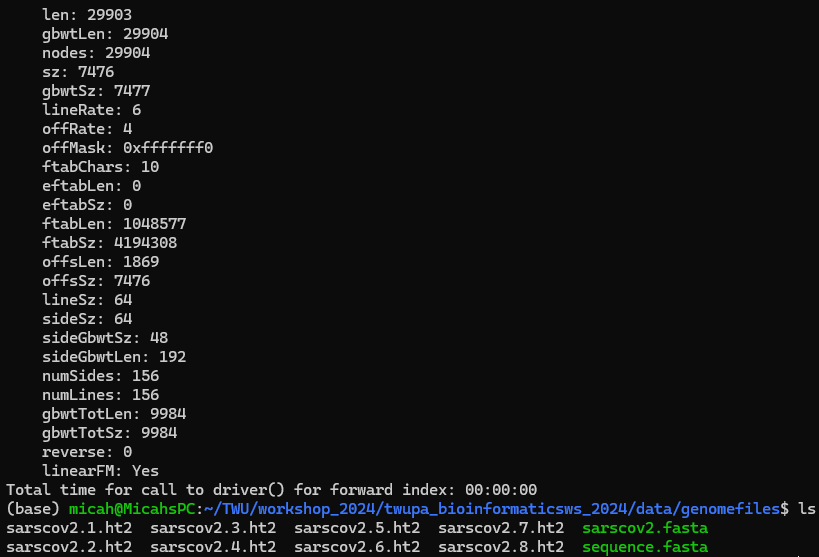 len: 29903
gbwtLen: 29904
nodes: 29904
sz: 7476
gbwtSz: 7477
lineRate: 6
offRate: 4
offMask: 0xfffffff0
ftabChars: 10
eftabLen: 0
eftabSz: 0
ftabLen: 1048577
ftabSz: 4194308
offsLen: 1869
offsSz: 7476
lineSz: 64
sideSz: 64
sideGbwtSz: 48
sideGbwtLen: 192
numSides: 156
numLines: 156
gbwtTotLen: 9984
gbwtTotSz: 9984
reverse: 0
linearFM: Yes
Total time for call to driver() for forward index: 00:00:00
(base) micah@MicahsPC:~/TWU/workshop_2024/twupa_bioinformaticsws_2024/data/genomefiles$ ls
sarscov2.1.ht2  sarscov2.3.ht2  sarscov2.5.ht2  sarscov2.7.ht2  sarscov2.fasta
sarscov2.2.ht2  sarscov2.4.ht2  sarscov2.6.ht2  sarscov2.8.ht2  sequence.fasta